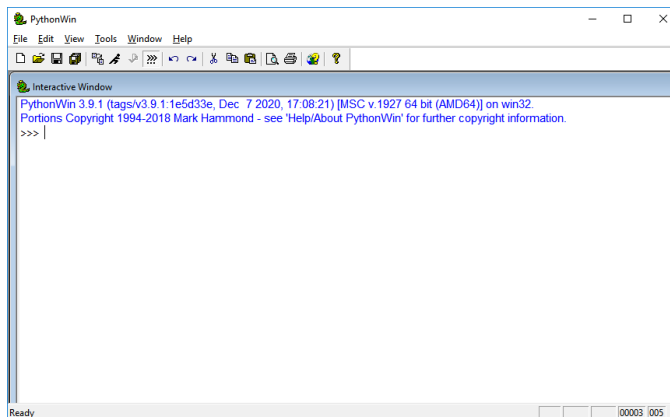 PythonWin
File Edit View Tools Window Help
Interactive Window
PythonWin 3.9.1 (tags/v3.9.1:1e5d33e, Dec  7 2020, 17:08:21) [MSC v.1927 64 bit (AMD64)] on win32.
Portions Copyright 1994-2018 Mark Hammond - see 'Help/About PythonWin' for further copyright information.
>>>
Ready 00003 005